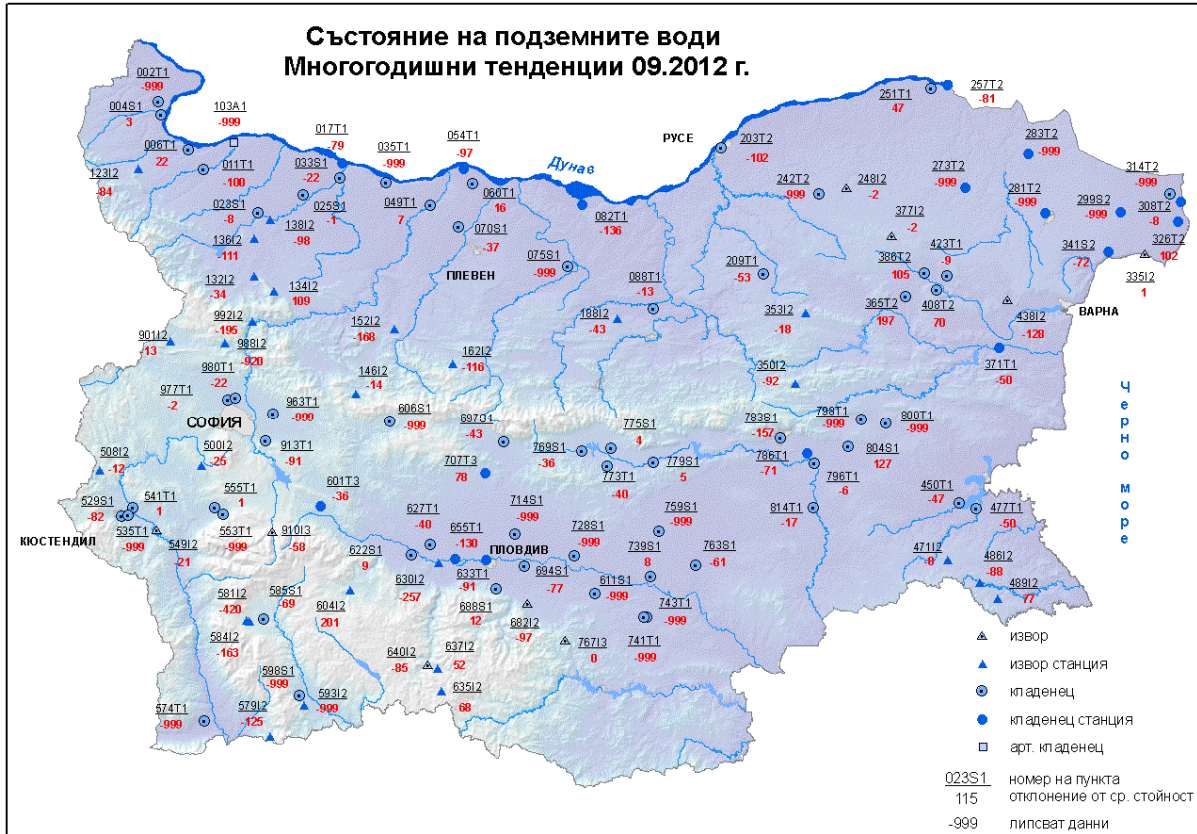 Състояние на подземните води
Многогодишни тенденции 09.2012 г.
002T1
-999
004S1
3
103A1
-999
006T1
22
123I2
-84
011T1
-100
017T1
-79
033S1
-22
035T1
-999
054T1
-97
023S1
-8
025S1
-1
049T1
7
060T1
16
138I2
-98
136I2
-111
070S1
-37
Дунав
082T1
-136
РУСЕ
203T2
-102
251T1
47
257T2
-81
283T2
-999
242T2
-999
248I2
-2
273T2
-999
281T2
-999
299S2
-999
314T2
-999
308T2
-8
326T2
102
377I2
-2
341S2
-72
335I2
1
386T2
105
423T1
-9
132I2
-34
134I2
109
ПЛЕВЕН
075S1
-999
088T1
-13
209T1
-53
365T2
197
408T2
70
438I2
-128
ВАРНА
992I2
-195
901I2
-13
988I2
-920
152I2
-168
188I2
-43
353I2
-18
162I2
-116
350I2
-92
371T1
-50
980T1
-22
977T1
-2
146I2
-14
963T1
-999
СОФИЯ
606S1
-999
697S1
-43
775S1
4
783S1
-157
798T1
-999
800T1
-999
913T1
-91
500I2
-25
508I2
-12
769S1
-36
707T3
78
773T1
-40
779S1
5
786T1
-71
804S1
127
796T1
-6
529S1
-82
541T1
1
555T1
1
601T3
-36
535T1
-999
КЮСТЕНДИЛ
549I2
-21
553T1
-999
910I3
-58
627T1
-40
714S1
-999
759S1
-999
814T1
-17
450T1
-47
477T1
-50
655T1
-130
728S1
-999
622S1
9
ПЛОВДИВ
739S1
8
763S1
-61
471I2
-8
486I2
-88
489I2
77
630I2
-257
633T1
-91
694S1
-77
611S1
-999
581I2
-420
585S1
-69
604I2
201
688S1
12
682I2
-97
743T1
-999
741T1
-999
584I2
-163
640I2
-85
637I2
52
767I3
0
635I2
68
598S1
-999
593I2
-999
574T1
-999
579I2
-125
Черно море
извор
извор станция
кладенец
кладенец станция
арт. кладенец
023S1 номер на пункта
115 отклонение от ср. стойност
-999 липсват данни